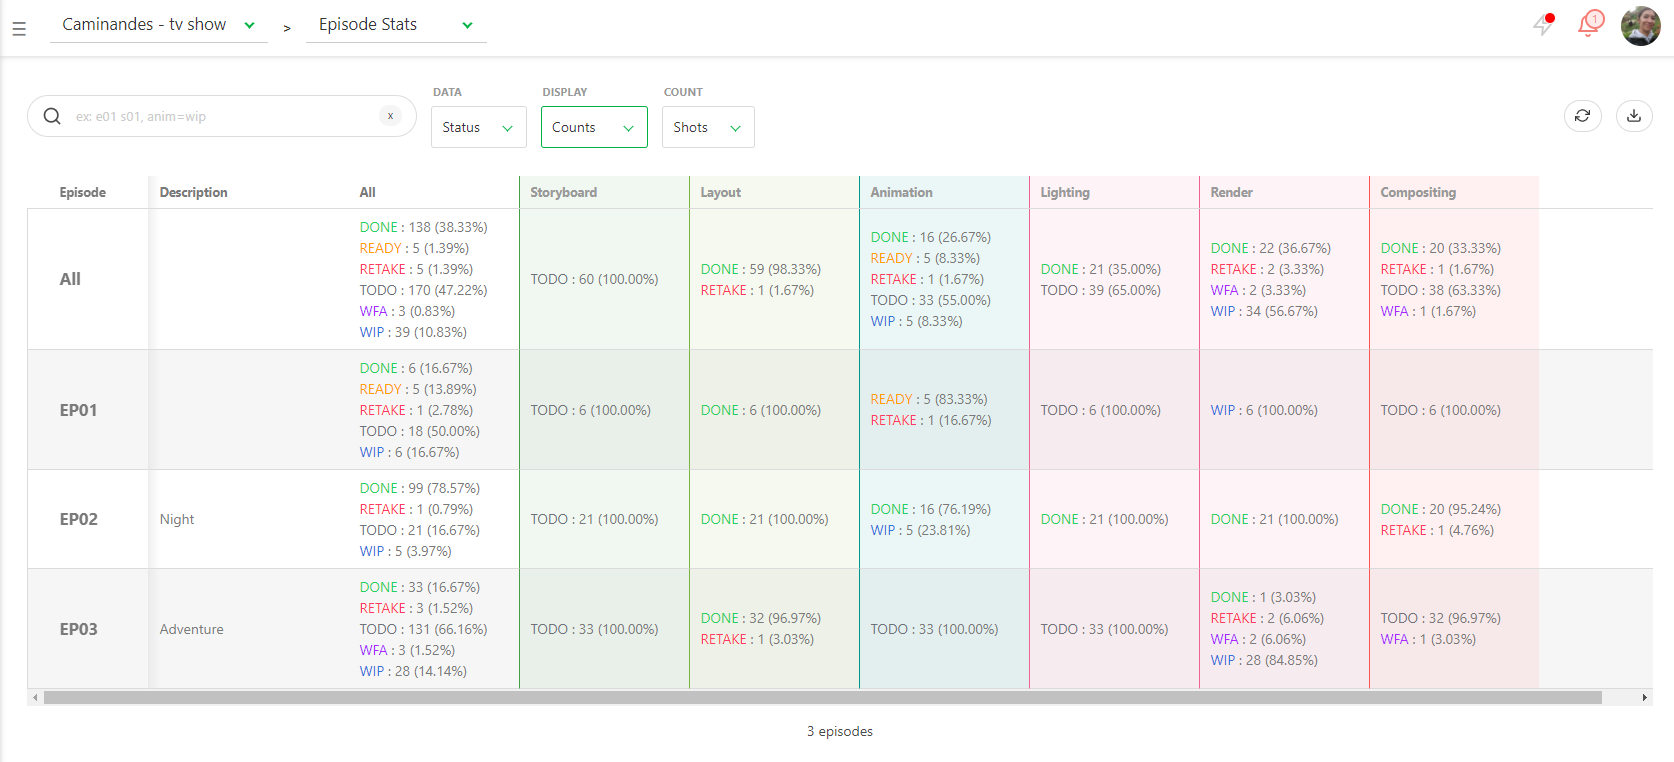 Caminandes - tv show > Episode Stats
1
DATA DISPLAY COUNT
ex: e01 s01, anim=wip x Status Counts Shots
Episode Description All Storyboard Layout Animation Lighting Render Compositing
All
DONE : 138 (38.33%)
READY : 5 (1.39%)
RETAKE : 5 (1.39%)
TODO : 170 (47.22%)
WFA : 3 (0.83%)
WIP : 39 (10.83%)
TODO : 60 (100.00%)
DONE : 59 (98.33%)
RETAKE : 1 (1.67%)
DONE : 16 (26.67%)
READY : 5 (8.33%)
RETAKE : 1 (1.67%)
TODO : 33 (55.00%)
WIP : 5 (8.33%)
DONE : 21 (35.00%)
TODO : 39 (65.00%)
DONE : 22 (36.67%)
RETAKE : 2 (3.33%)
WFA : 2 (3.33%)
WIP : 34 (56.67%)
DONE : 20 (33.33%)
RETAKE : 1 (1.67%)
TODO : 38 (63.33%)
WFA : 1 (1.67%)
EP01
DONE : 6 (16.67%)
READY : 5 (13.89%)
RETAKE : 1 (2.78%)
TODO : 18 (50.00%)
WIP : 6 (16.67%)
TODO : 6 (100.00%)
DONE : 6 (100.00%)
READY : 5 (83.33%)
RETAKE : 1 (16.67%)
TODO : 6 (100.00%)
WIP : 6 (100.00%)
TODO : 6 (100.00%)
EP02
Night
DONE : 99 (78.57%)
RETAKE : 1 (0.79%)
TODO : 21 (16.67%)
WIP : 5 (3.97%)
TODO : 21 (100.00%)
DONE : 21 (100.00%)
DONE : 16 (76.19%)
WIP : 5 (23.81%)
DONE : 21 (100.00%)
DONE : 21 (100.00%)
DONE : 20 (95.24%)
RETAKE : 1 (4.76%)
EP03
Adventure
DONE : 33 (16.67%)
RETAKE : 3 (1.52%)
TODO : 131 (66.16%)
WFA : 3 (1.52%)
WIP : 28 (14.14%)
TODO : 33 (100.00%)
DONE : 32 (96.97%)
RETAKE : 1 (3.03%)
TODO : 33 (100.00%)
TODO : 33 (100.00%)
DONE : 1 (3.03%)
RETAKE : 2 (6.06%)
WFA : 2 (6.06%)
WIP : 28 (84.85%)
TODO : 32 (96.97%)
WFA : 1 (3.03%)
3 episodes